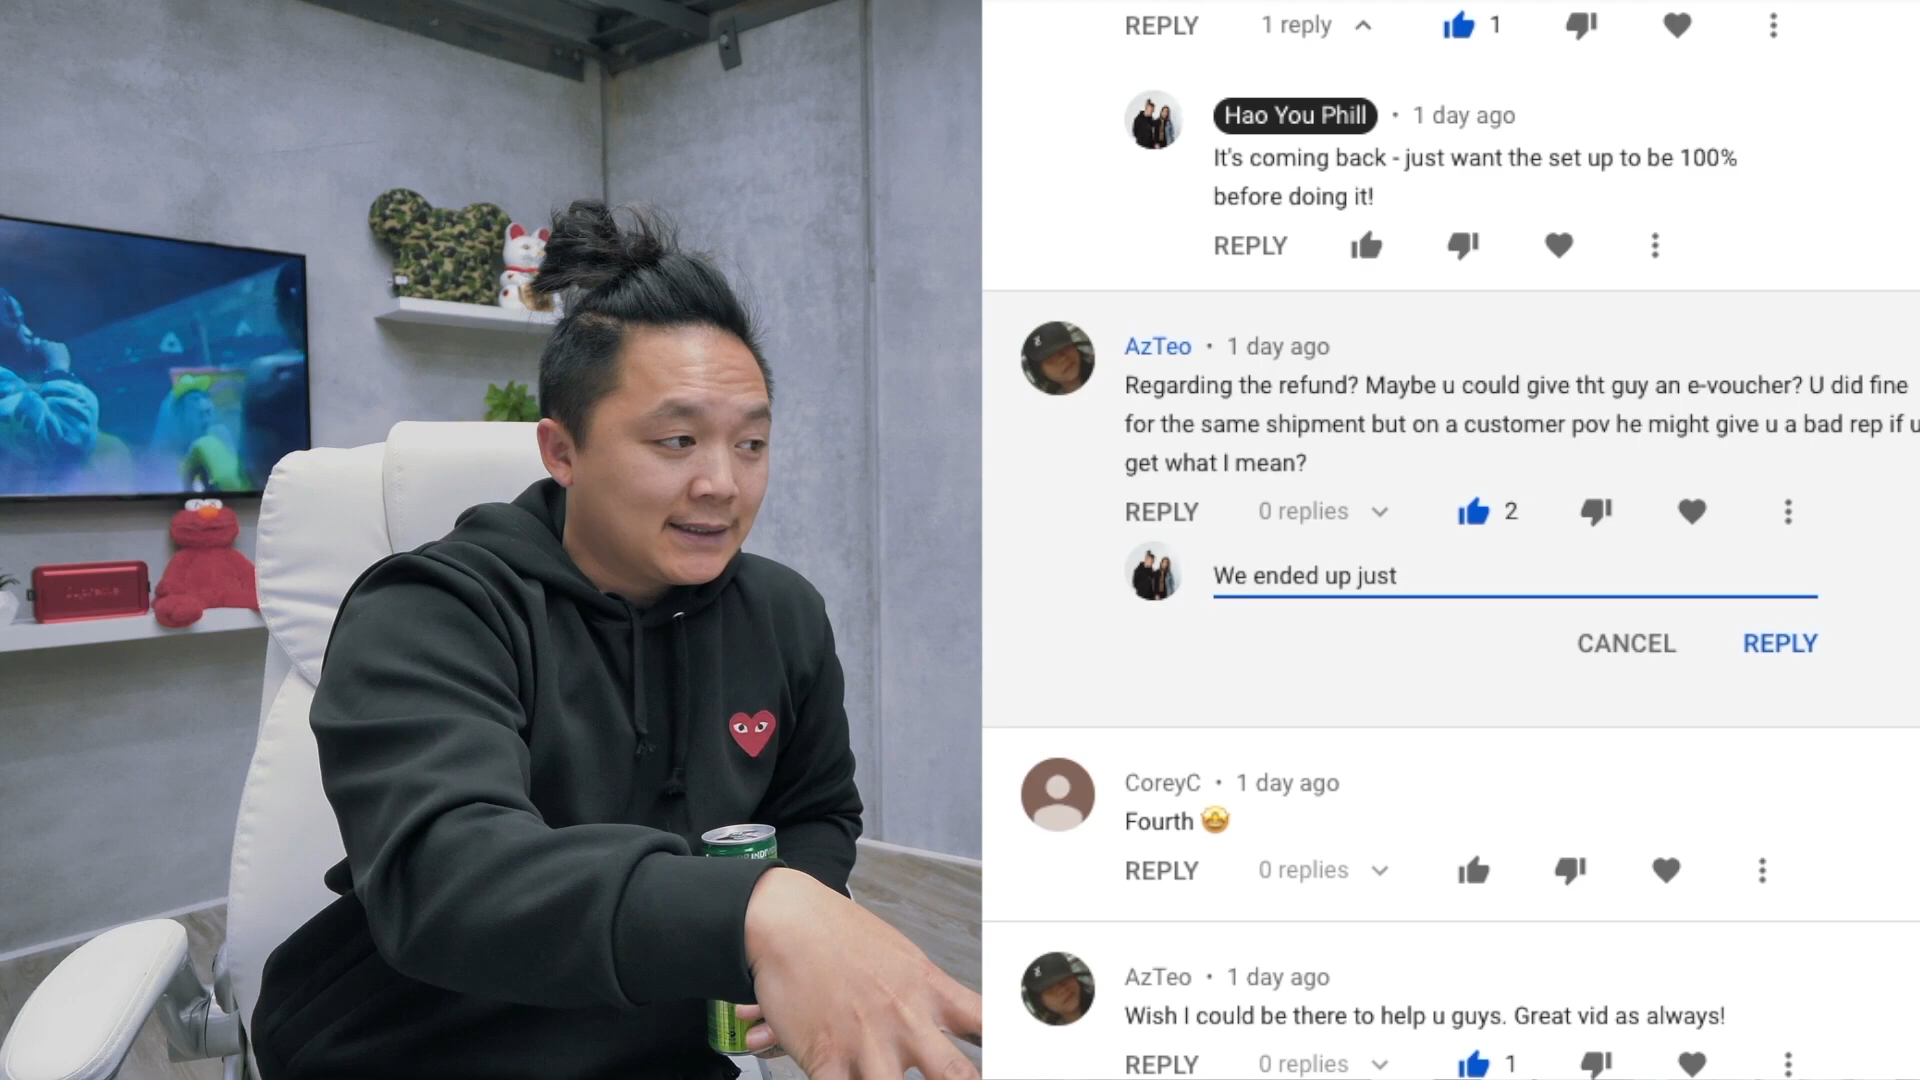 REPLY 1 reply 1
Hao You Phill • 1 day ago
It's coming back - just want the set up to be 100%
before doing it!
REPLY
AzTeo • 1 day ago
Regarding the refund? Maybe u could give tht guy an e-voucher? U did fine
for the same shipment but on a customer pov he might give u a bad rep if u
get what I mean?
REPLY 0 replies 2
We ended up just
CANCEL REPLY
CoreyC • 1 day ago
Fourth 🤩
REPLY 0 replies
AzTeo • 1 day ago
Wish I could be there to help u guys. Great vid as always!
REPLY 0 replies 1
Supreme